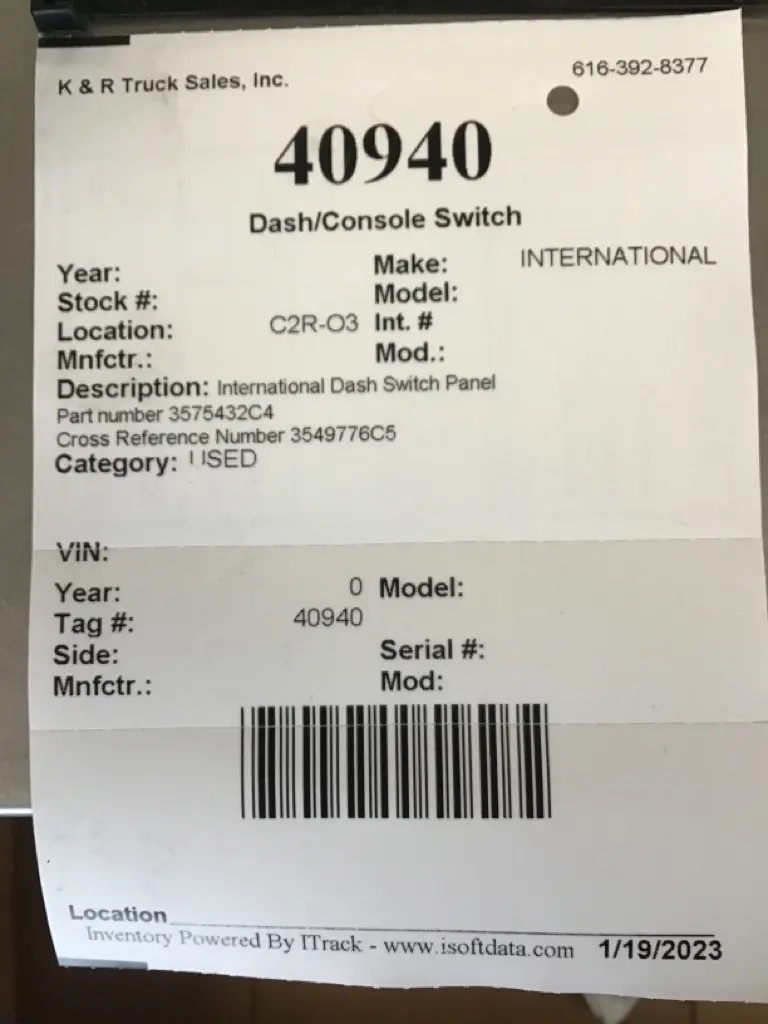 K & R Truck Sales, Inc. 616-392-8377
40940
Dash/Console Switch
Year: Make: INTERNATIONAL
Stock #: Model:
Location: C2R-O3 Int. #
Mnfctr.: Mod.:
Description: International Dash Switch Panel
Part number 3575432C4
Cross Reference Number 3549776C5
Category: USED
VIN:
Year: 0 Model:
Tag #: 40940
Side: Serial #:
Mnfctr.: Mod:
Location
Inventory Powered By ITrack - www.isoftdata.com 1/19/2023